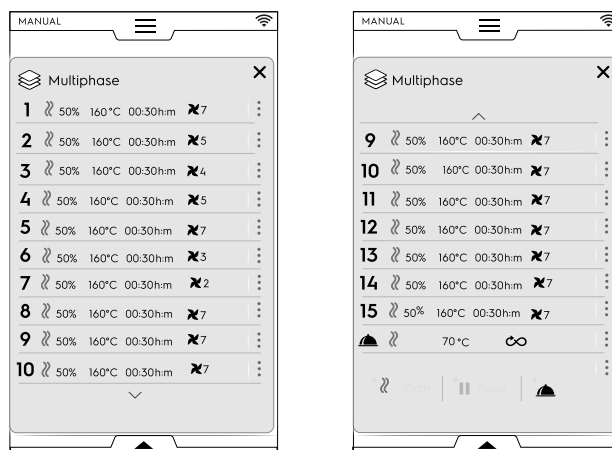 MANUAL
Multiphase
1 50% 160°C 00:30h:m 7
2 50% 160°C 00:30h:m 5
3 50% 160°C 00:30h:m 4
4 50% 160°C 00:30h:m 5
5 50% 160°C 00:30h:m 7
6 50% 160°C 00:30h:m 3
7 50% 160°C 00:30h:m 2
8 50% 160°C 00:30h:m 7
9 50% 160°C 00:30h:m 7
10 50% 160°C 00:30h:m 7
MANUAL
Multiphase
9 50% 160°C 00:30h:m 7
10 50% 160°C 00:30h:m 7
11 50% 160°C 00:30h:m 7
12 50% 160°C 00:30h:m 7
13 50% 160°C 00:30h:m 7
14 50% 160°C 00:30h:m 7
15 50% 160°C 00:30h:m 7
70°C
Cycle Pause